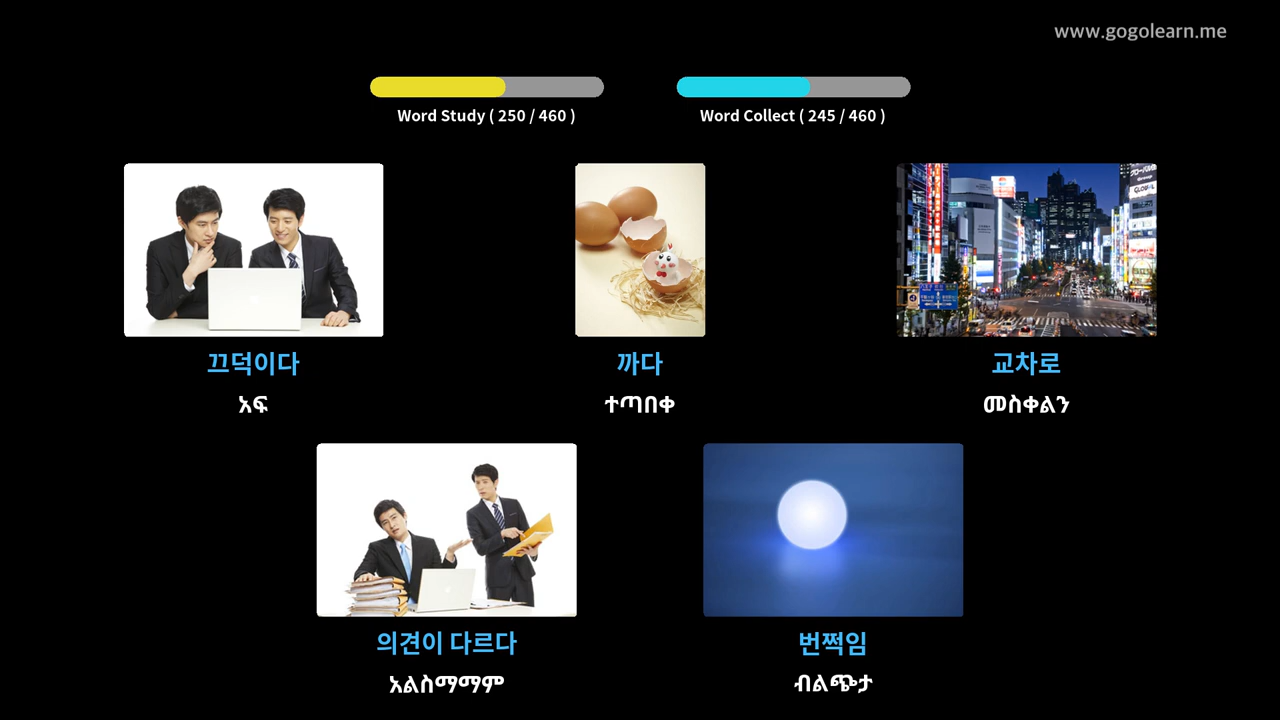 www.gogolearn.me
Word Study ( 250 / 460 )
Word Collect ( 245 / 460 )
끄덕이다
까다
교차로
አፍ
ተጣበቀ
መስቀልን
의견이 다르다
번쩍임
አልስማማም
ብልጭታ